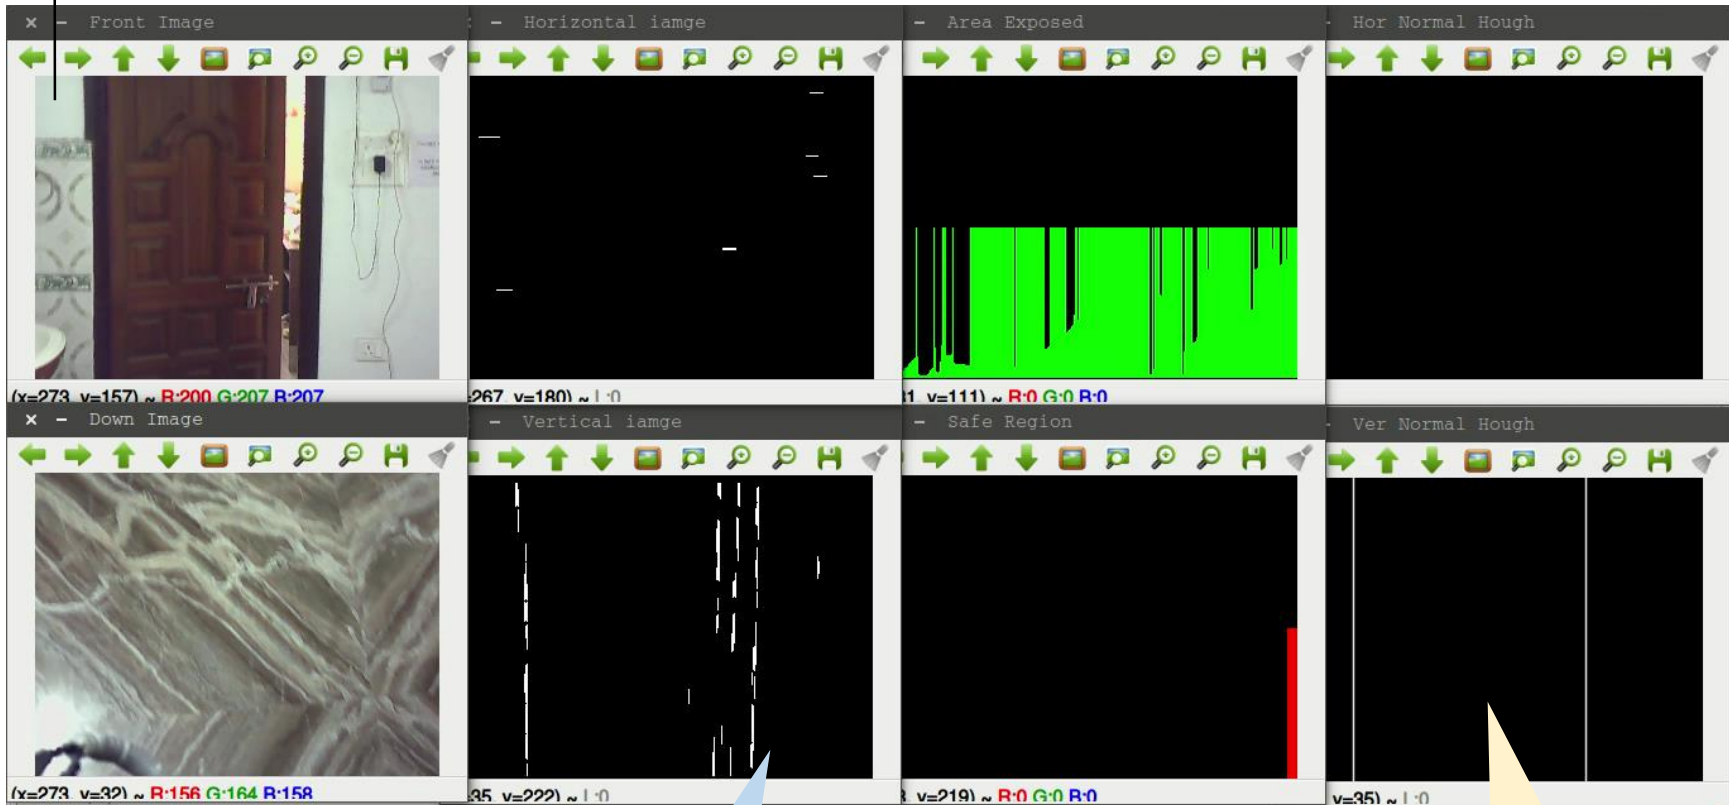 × – Front Image
– Horizontal iamge
– Area Exposed
- Hor Normal Hough
(x=273, y=157) ~ R:200 G:207 B:207
267, y=180) ~ L:0
1, y=111) ~ R:0 G:0 B:0
× – Down Image
– Vertical iamge
– Safe Region
- Ver Normal Hough
(x=273, y=32) ~ R:156 G:164 B:158
35, y=222) ~ L:0
y=219) ~ R:0 G:0 B:0
y=35) ~ L:0